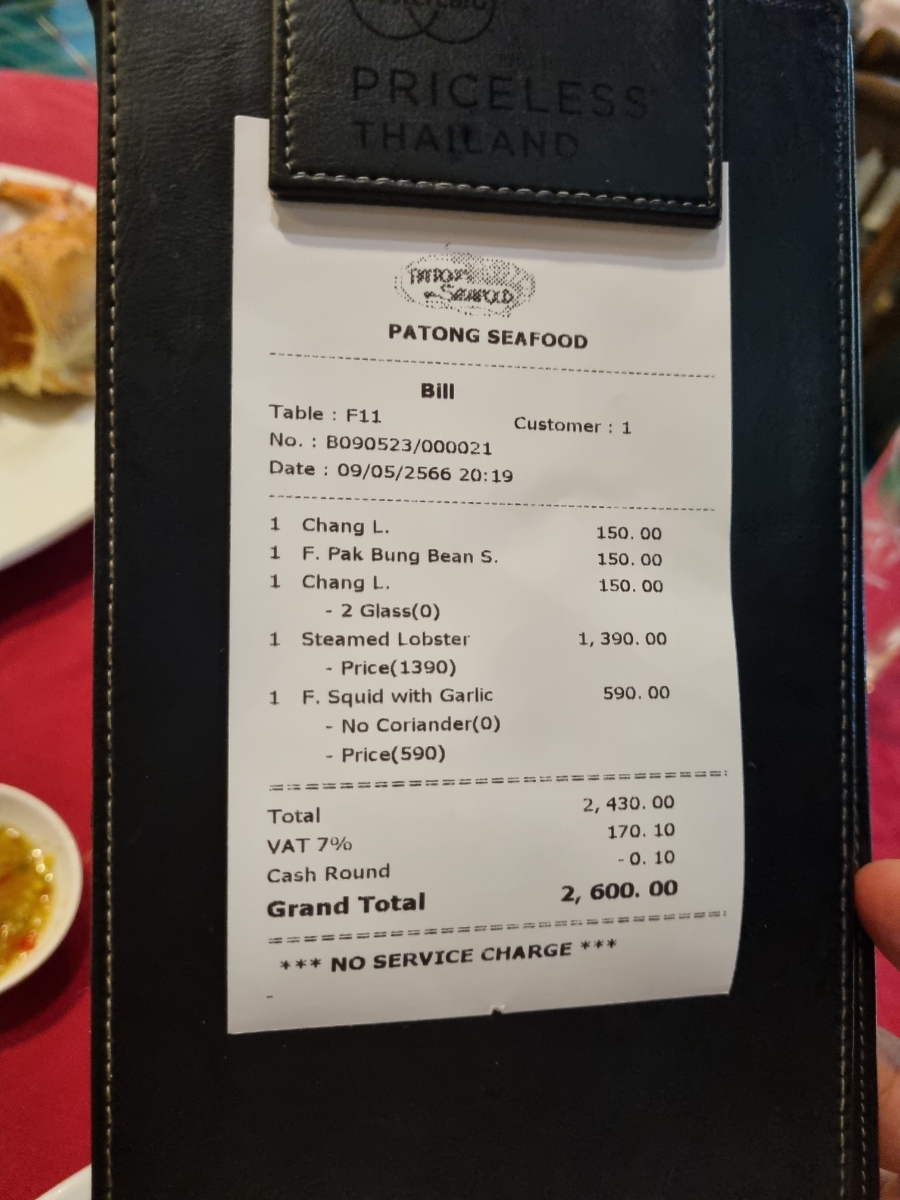 PRICELESS
THAILAND
PATONG SEAFOOD
Bill
Table : F11 Customer : 1
No. : B090523/000021
Date : 09/05/2566 20:19
1 Chang L. 150.00
1 F. Pak Bung Bean S. 150.00
1 Chang L. 150.00
- 2 Glass(0)
1 Steamed Lobster 1,390.00
- Price(1390)
1 F. Squid with Garlic 590.00
- No Coriander(0)
- Price(590)
Total 2,430.00
VAT 7% 170.10
Cash Round -0.10
Grand Total 2,600.00
*** NO SERVICE CHARGE ***